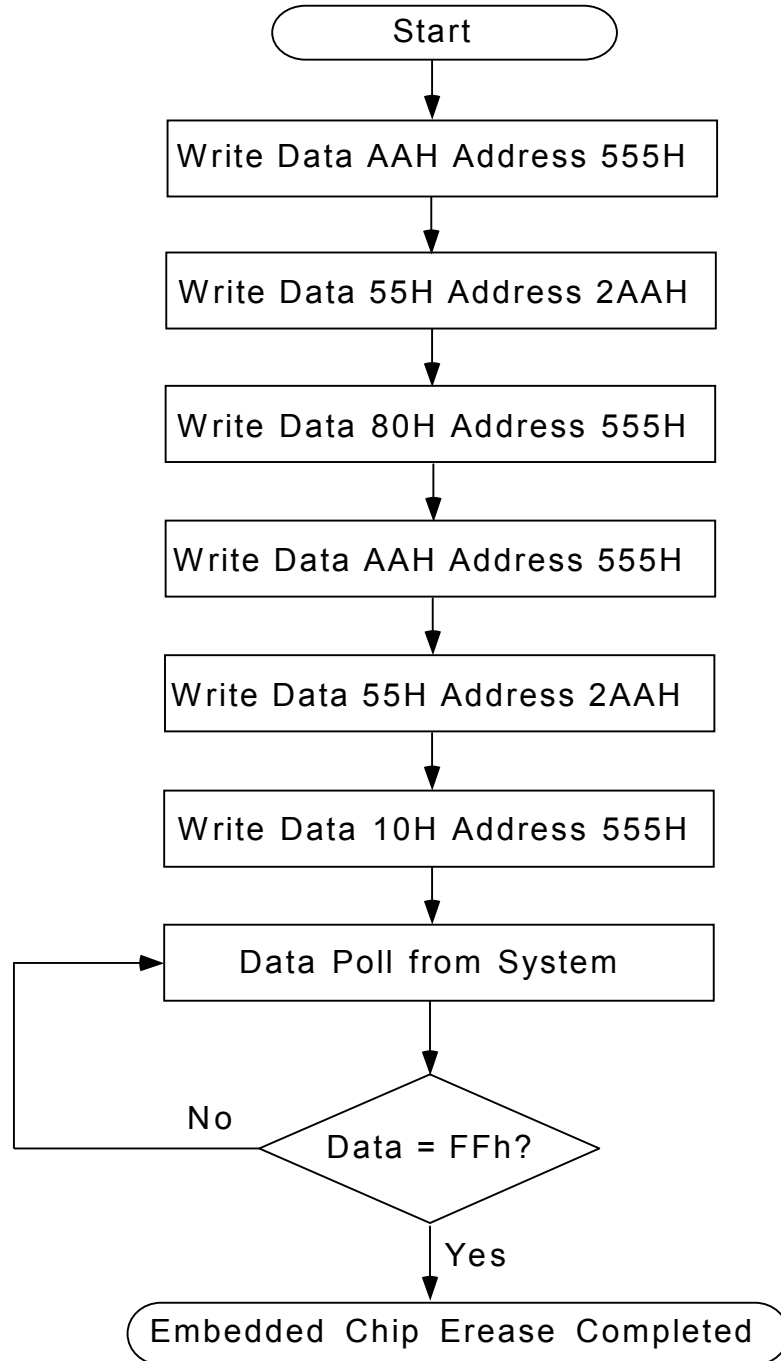 Start
Write Data AAH Address 555H
Write Data 55H Address 2AAH
Write Data 80H Address 555H
Write Data AAH Address 555H
Write Data 55H Address 2AAH
Write Data 10H Address 555H
Data Poll from System
No
Data = FFh?
Yes
Embedded Chip Erease Completed